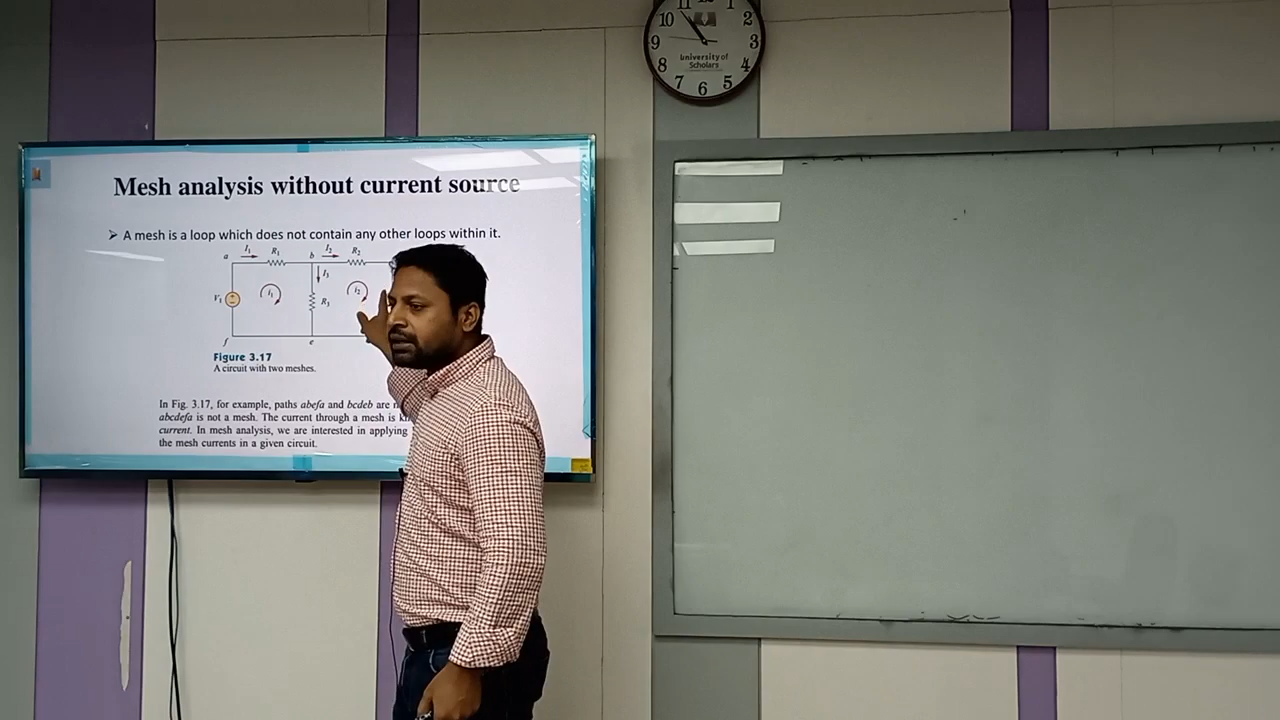 11 12 1
10 2
9 3
8 4
7 6 5
University of
Scholars
Mesh analysis without current source
➢ A mesh is a loop which does not contain any other loops within it.
a I₁ R₁ b I₂ R₂
I₃
V₁ i₁ R₃ i₂
f e
Figure 3.17
A circuit with two meshes.
In Fig. 3.17, for example, paths abefa and bcdeb are
abcdefa is not a mesh. The current through a mesh is
current. In mesh analysis, we are interested in applying
the mesh currents in a given circuit.